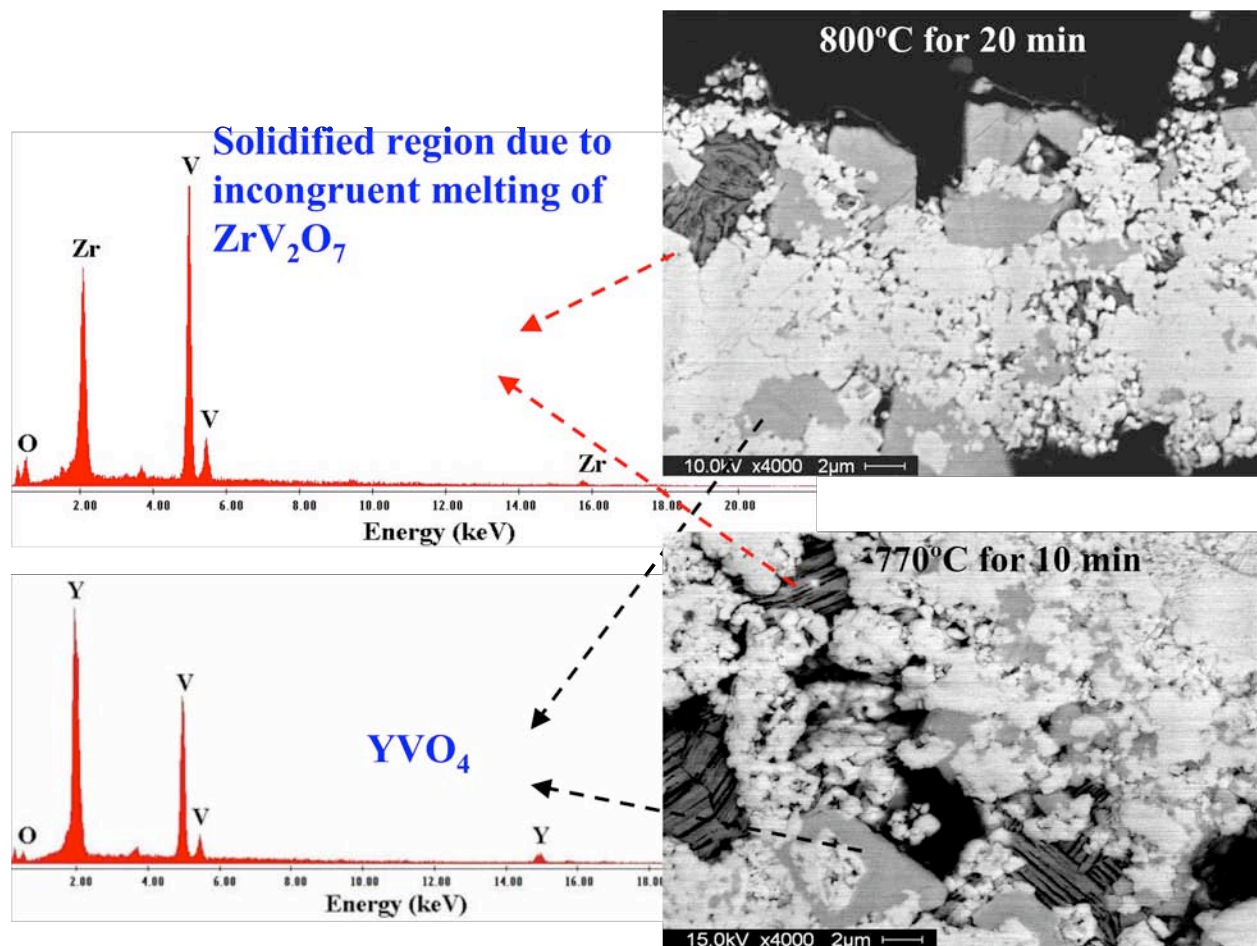 800ºC for 20 min
Solidified region due to
incongruent melting of
ZrV₂O₇
V
Zr
V
O
Zr
2.00 4.00 6.00 8.00 10.00 12.00 14.00 16.00 18.00 20.00
Energy (keV)
10.0kV x4000 2μm
770ºC for 10 min
Y
V
YVO₄
V
O
Y
2.00 4.00 6.00 8.00 10.00 12.00 14.00 16.00 18.0
Energy (keV)
15.0kV x4000 2μm